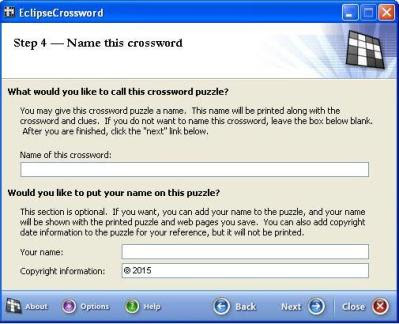 EclipseCrossword
Step 4 — Name this crossword
What would you like to call this crossword puzzle?
You may give this crossword puzzle a name. This name will be printed along with the
crossword and clues. If you do not want to name this crossword, leave the box below blank.
After you are finished, click the "next" link below.
Name of this crossword:
Would you like to put your name on this puzzle?
This section is optional. If you want, you can add your name to the puzzle, and your name
will be shown with the printed puzzle and web pages you save. You can also add copyright
date information to the puzzle for your reference, but it will not be printed.
Your name:
Copyright information: © 2015
About Options Help Back Next Close